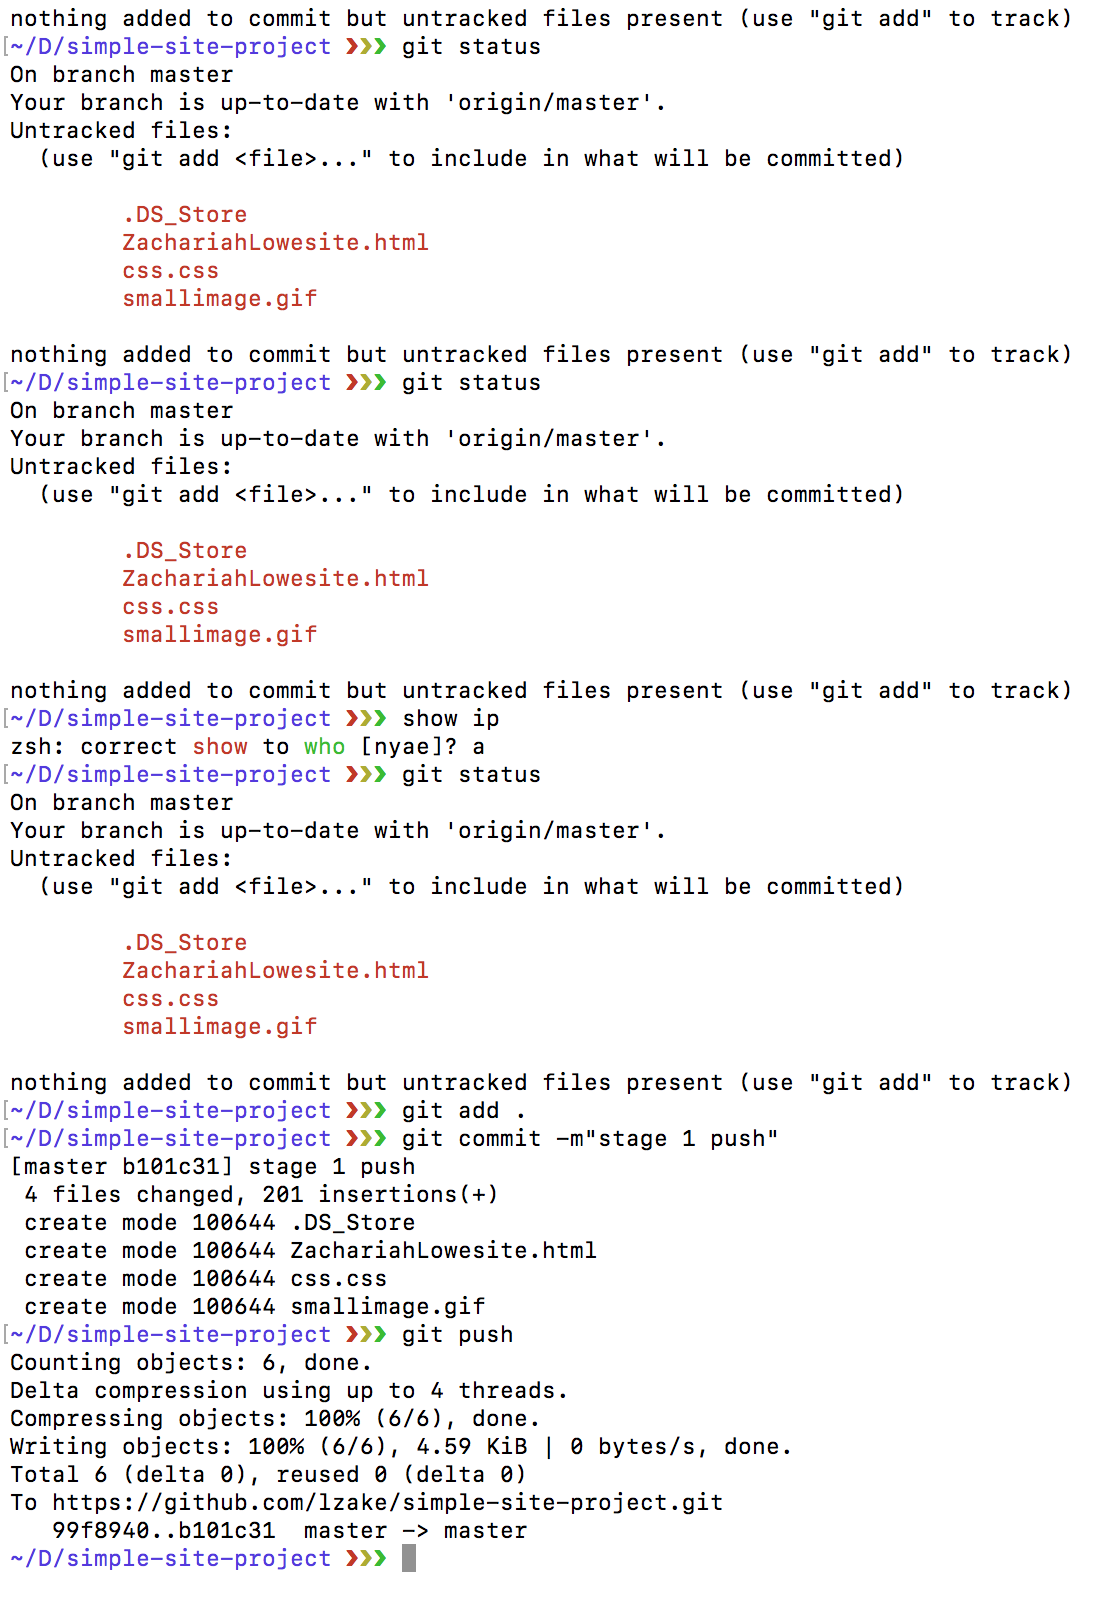 nothing added to commit but untracked files present (use "git add" to track)
[~/D/simple-site-project ❯❯❯ git status
On branch master
Your branch is up-to-date with 'origin/master'.
Untracked files:
  (use "git add <file>..." to include in what will be committed)

        .DS_Store
        ZachariahLowesite.html
        css.css
        smallimage.gif

nothing added to commit but untracked files present (use "git add" to track)
[~/D/simple-site-project ❯❯❯ git status
On branch master
Your branch is up-to-date with 'origin/master'.
Untracked files:
  (use "git add <file>..." to include in what will be committed)

        .DS_Store
        ZachariahLowesite.html
        css.css
        smallimage.gif

nothing added to commit but untracked files present (use "git add" to track)
[~/D/simple-site-project ❯❯❯ show ip
zsh: correct show to who [nyae]? a
[~/D/simple-site-project ❯❯❯ git status
On branch master
Your branch is up-to-date with 'origin/master'.
Untracked files:
  (use "git add <file>..." to include in what will be committed)

        .DS_Store
        ZachariahLowesite.html
        css.css
        smallimage.gif

nothing added to commit but untracked files present (use "git add" to track)
[~/D/simple-site-project ❯❯❯ git add .
[~/D/simple-site-project ❯❯❯ git commit -m"stage 1 push"
[master b101c31] stage 1 push
 4 files changed, 201 insertions(+)
 create mode 100644 .DS_Store
 create mode 100644 ZachariahLowesite.html
 create mode 100644 css.css
 create mode 100644 smallimage.gif
[~/D/simple-site-project ❯❯❯ git push
Counting objects: 6, done.
Delta compression using up to 4 threads.
Compressing objects: 100% (6/6), done.
Writing objects: 100% (6/6), 4.59 KiB | 0 bytes/s, done.
Total 6 (delta 0), reused 0 (delta 0)
To https://github.com/lzake/simple-site-project.git
   99f8940..b101c31  master -> master
~/D/simple-site-project ❯❯❯